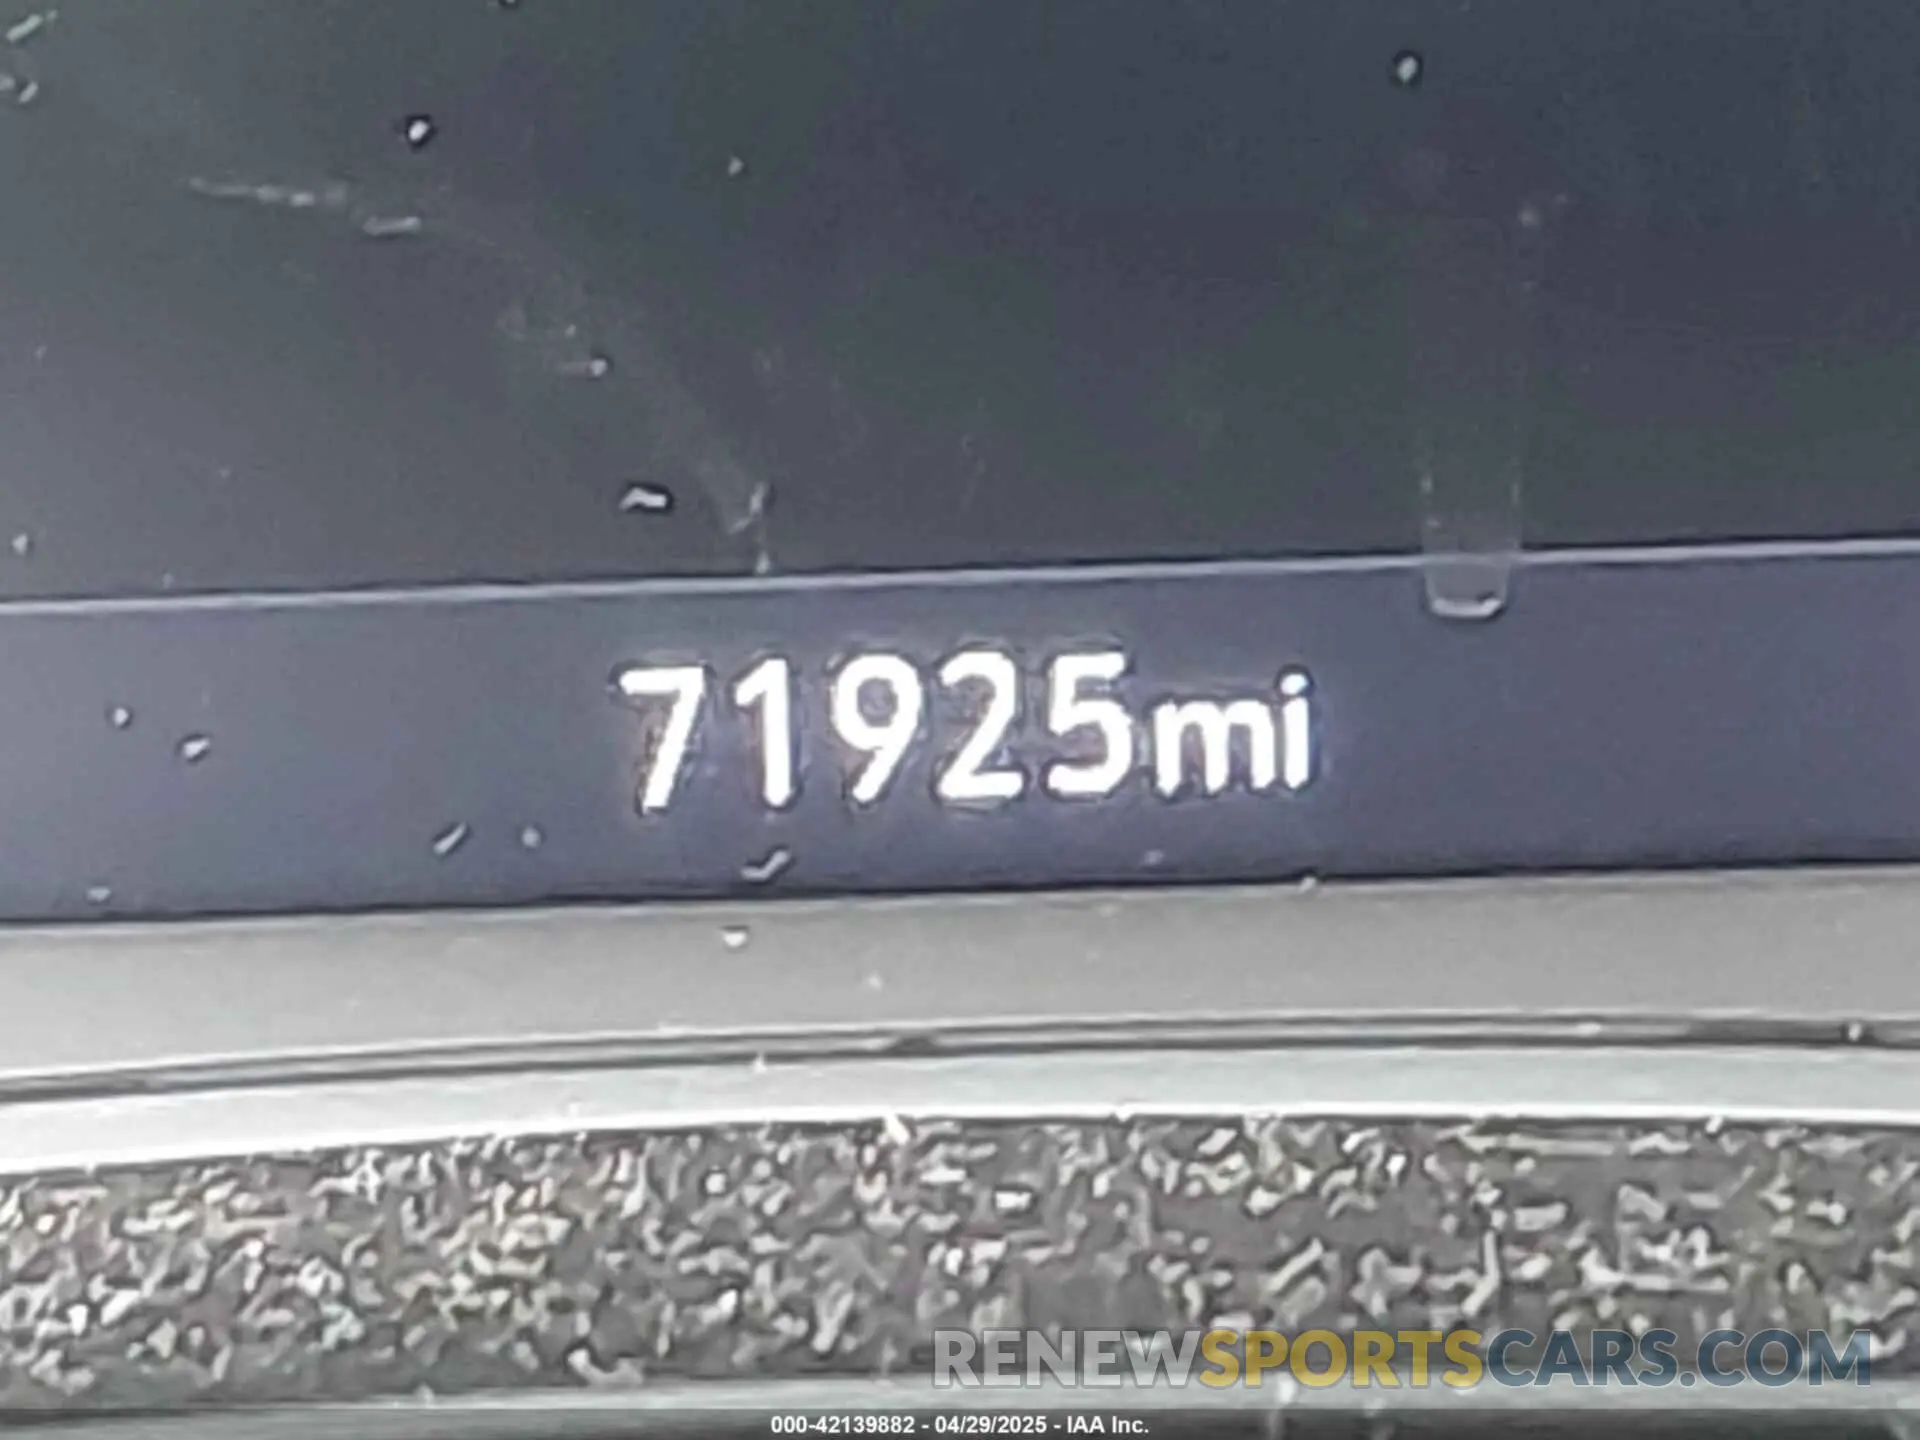 71925mi
RENEWSPORTSCARS.COM
000-42139882 - 04/29/2025 - IAA Inc.